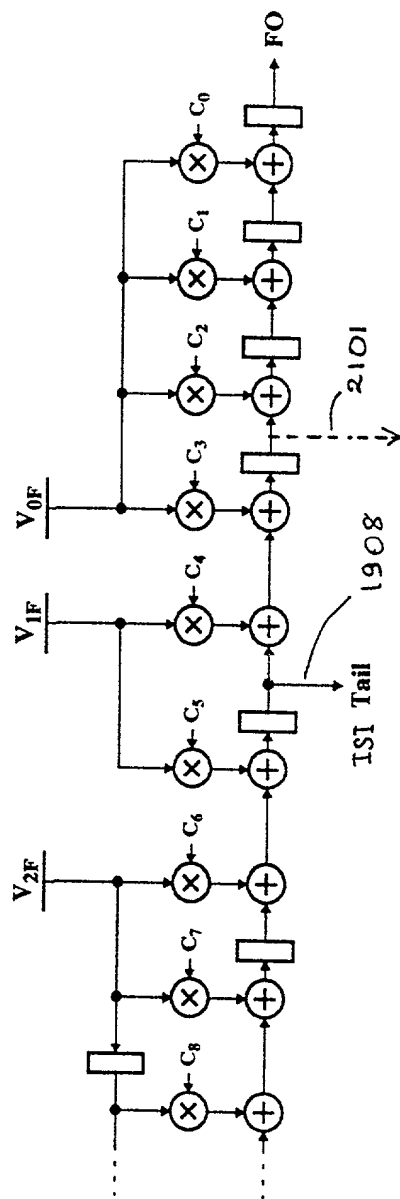 V2F
V1F
V0F
C8
C7
C6
C5
C4
C3
C2
C1
C0
FO
ISI Tail
1908
2101